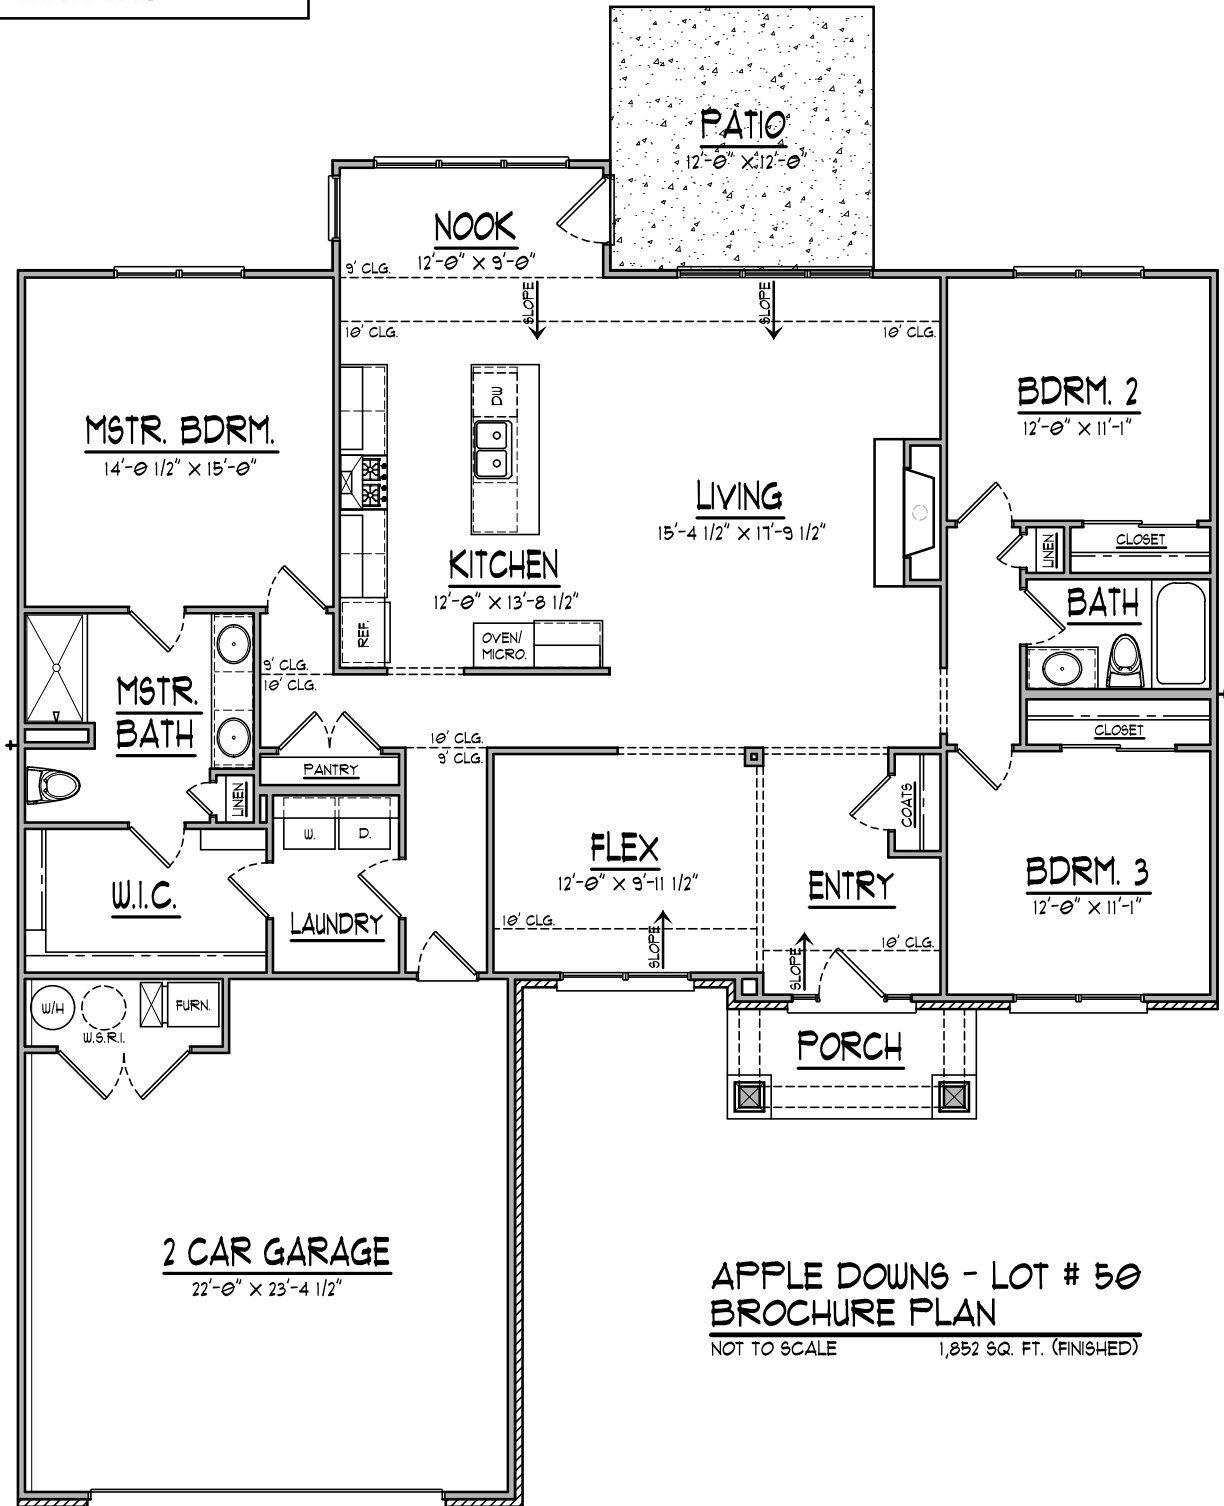 PATIO
12'-0" X 12'-0"
NOOK
12'-0" X 9'-0"
9' CLG.
SLOPE
SLOPE
10' CLG.
10' CLG.
MSTR. BDRM.
14'-0 1/2" X 15'-0"
DW
BDRM. 2
12'-0" X 11'-1"
LIVING
15'-4 1/2" X 17'-9 1/2"
KITCHEN
12'-0" X 13'-8 1/2"
CLOSET
LINEN
BATH
REF.
OVEN/
MICRO.
9' CLG.
10' CLG.
MSTR.
BATH
CLOSET
10' CLG.
9' CLG.
PANTRY
LINEN
W.
D.
COATS
FLEX
12'-0" X 9'-11 1/2"
ENTRY
BDRM. 3
12'-0" X 11'-1"
W.I.C.
LAUNDRY
10' CLG.
SLOPE
10' CLG.
SLOPE
W/H
W.S.R.I.
FURN.
PORCH
2 CAR GARAGE
22'-0" X 23'-4 1/2"
APPLE DOWNS - LOT # 50
BROCHURE PLAN
NOT TO SCALE 1,852 SQ. FT. (FINISHED)